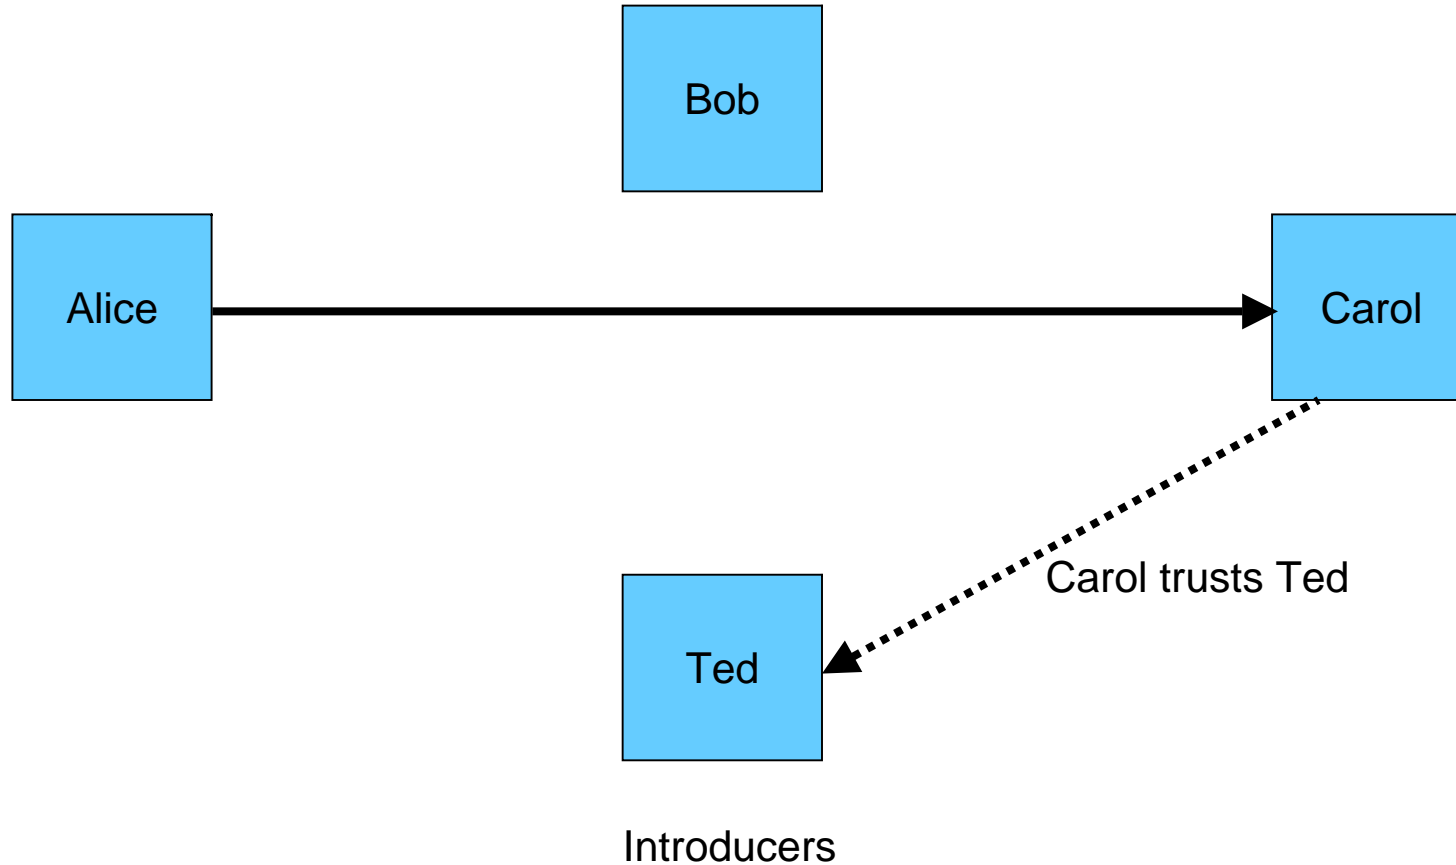 Bob
Alice
Carol
Carol trusts Ted
Ted
Introducers